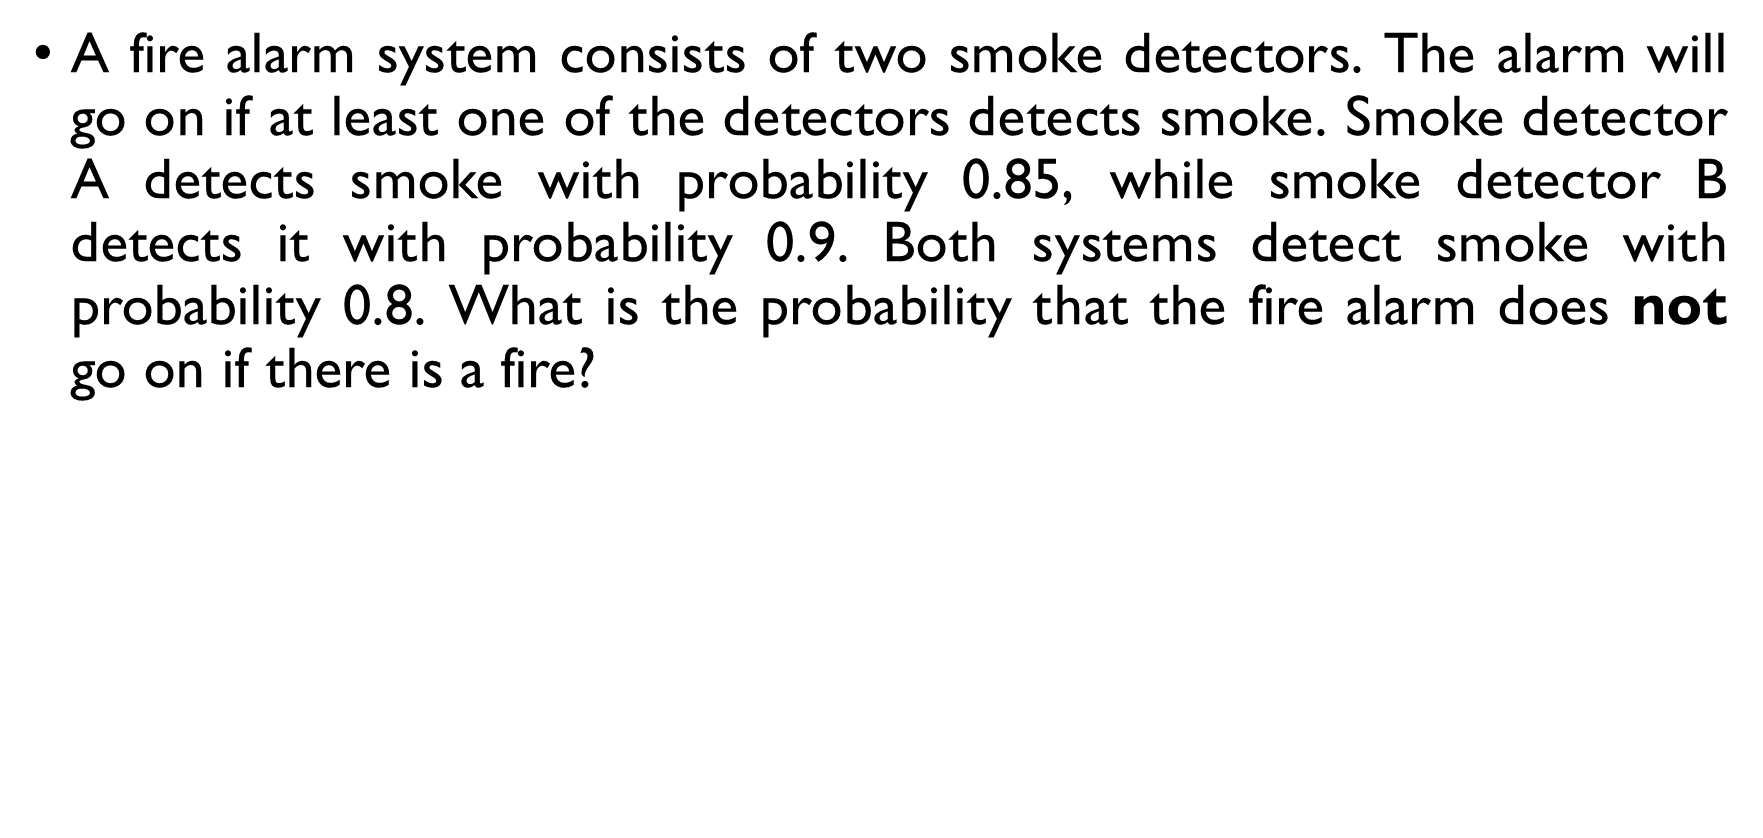 • A fire alarm system consists of two smoke detectors. The alarm will
go on if at least one of the detectors detects smoke. Smoke detector
A detects smoke with probability 0.85, while smoke detector B
detects it with probability 0.9. Both systems detect smoke with
probability 0.8. What is the probability that the fire alarm does not
go on if there is a fire?